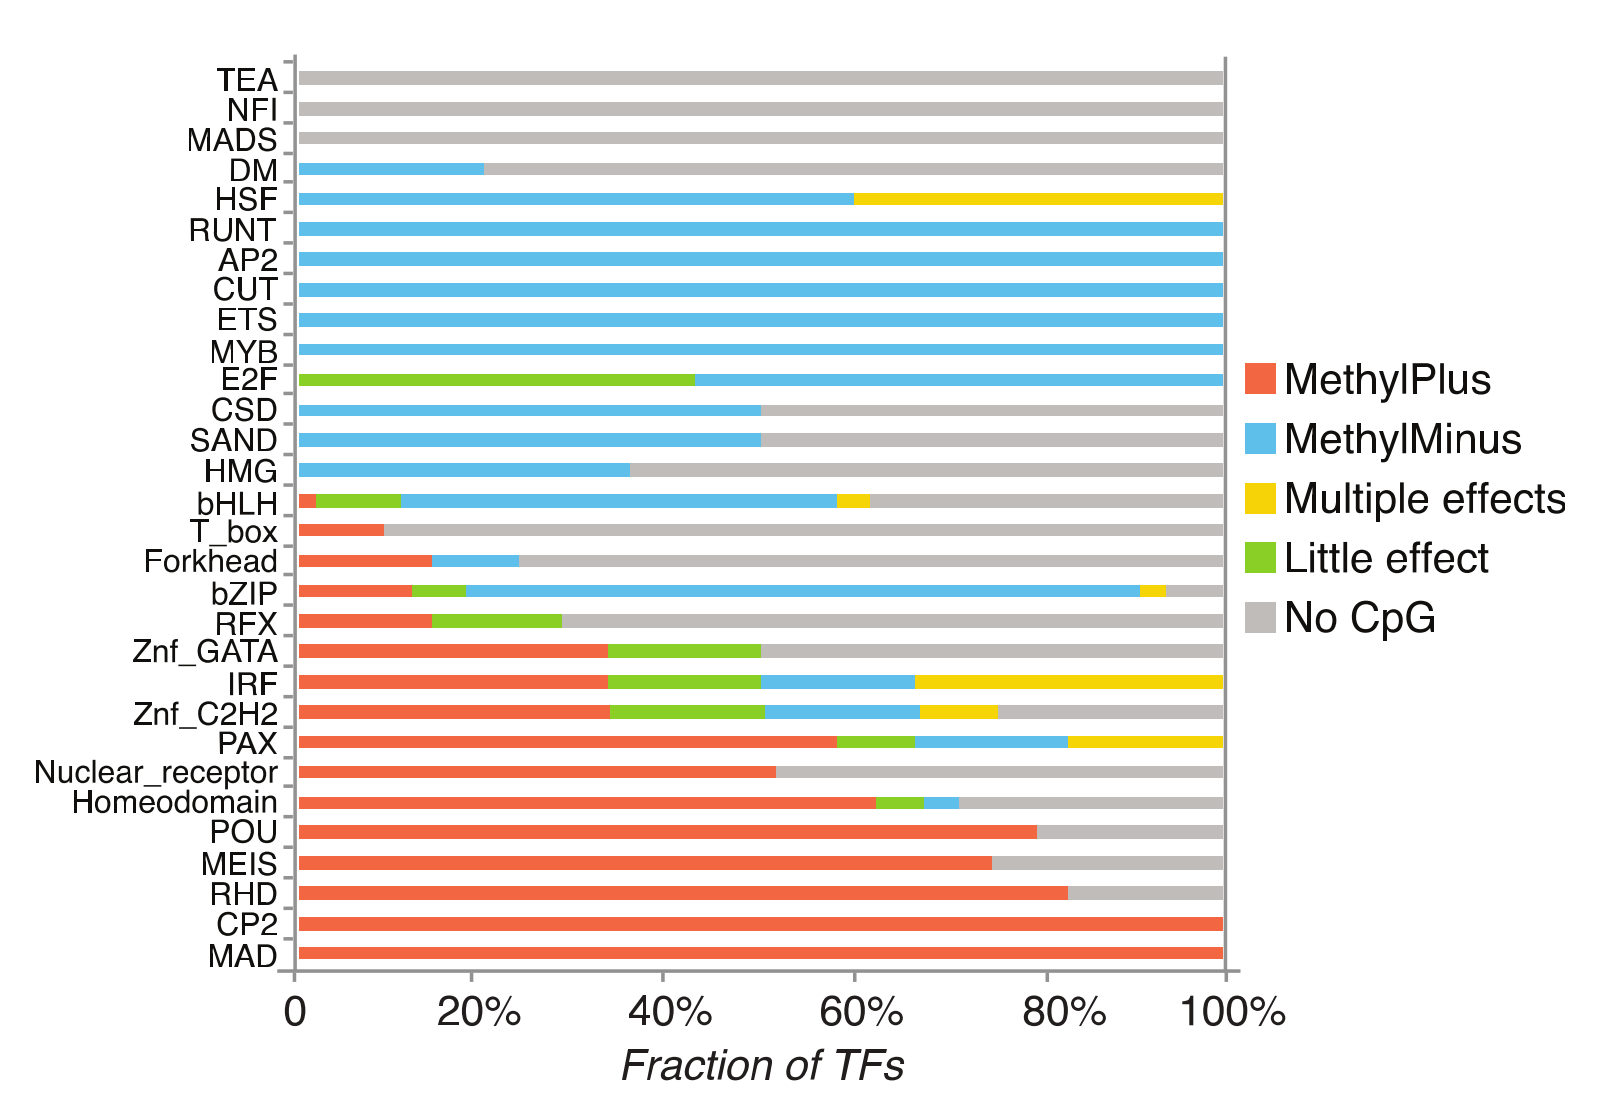 TEA
NFI
MADS
DM
HSF
RUNT
AP2
CUT
ETS
MYB
E2F
CSD
SAND
HMG
bHLH
T_box
Forkhead
bZIP
RFX
Znf_GATA
IRF
Znf_C2H2
PAX
Nuclear_receptor
Homeodomain
POU
MEIS
RHD
CP2
MAD
0 20% 40% 60% 80% 100%
Fraction of TFs
MethylPlus
MethylMinus
Multiple effects
Little effect
No CpG